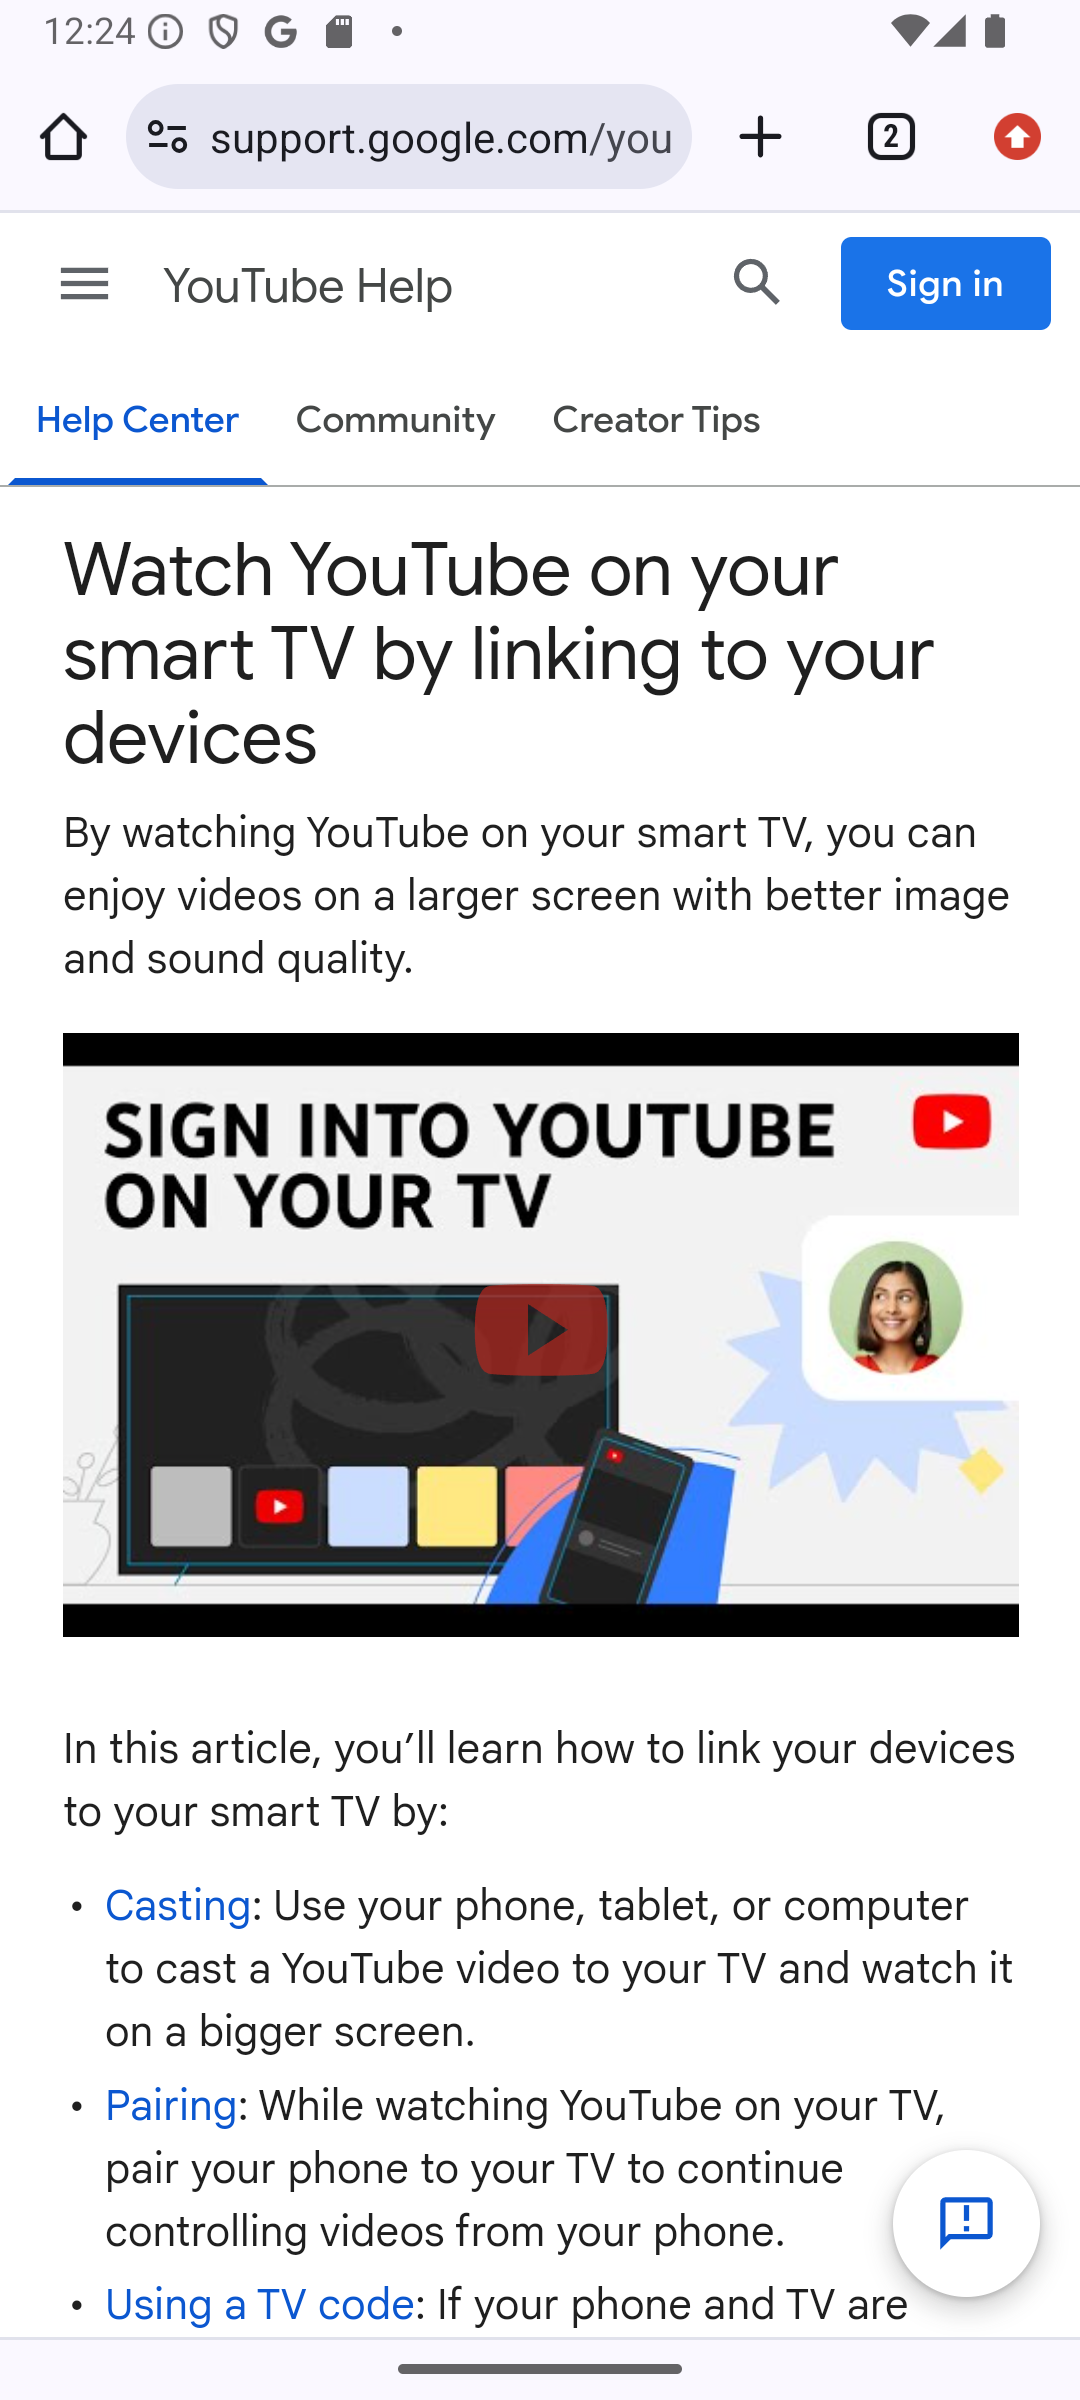 12:24
support.google.com/you
2
YouTube Help
Sign in
Help Center
Community
Creator Tips
Watch YouTube on your
smart TV by linking to your
devices
By watching YouTube on your smart TV, you can
enjoy videos on a larger screen with better image
and sound quality.
SIGN INTO YOUTUBE
ON YOUR TV
In this article, you’ll learn how to link your devices
to your smart TV by:
• Casting: Use your phone, tablet, or computer
to cast a YouTube video to your TV and watch it
on a bigger screen.
• Pairing: While watching YouTube on your TV,
pair your phone to your TV to continue
controlling videos from your phone.
• Using a TV code: If your phone and TV are